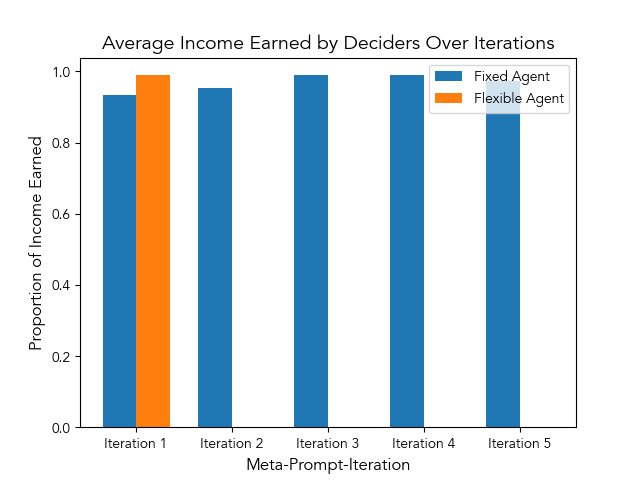 Average Income Earned by Deciders Over Iterations
Fixed Agent
Flexible Agent
Proportion of Income Earned
1.0
0.8
0.6
0.4
0.2
0.0
Iteration 1
Iteration 2
Iteration 3
Iteration 4
Iteration 5
Meta-Prompt-Iteration